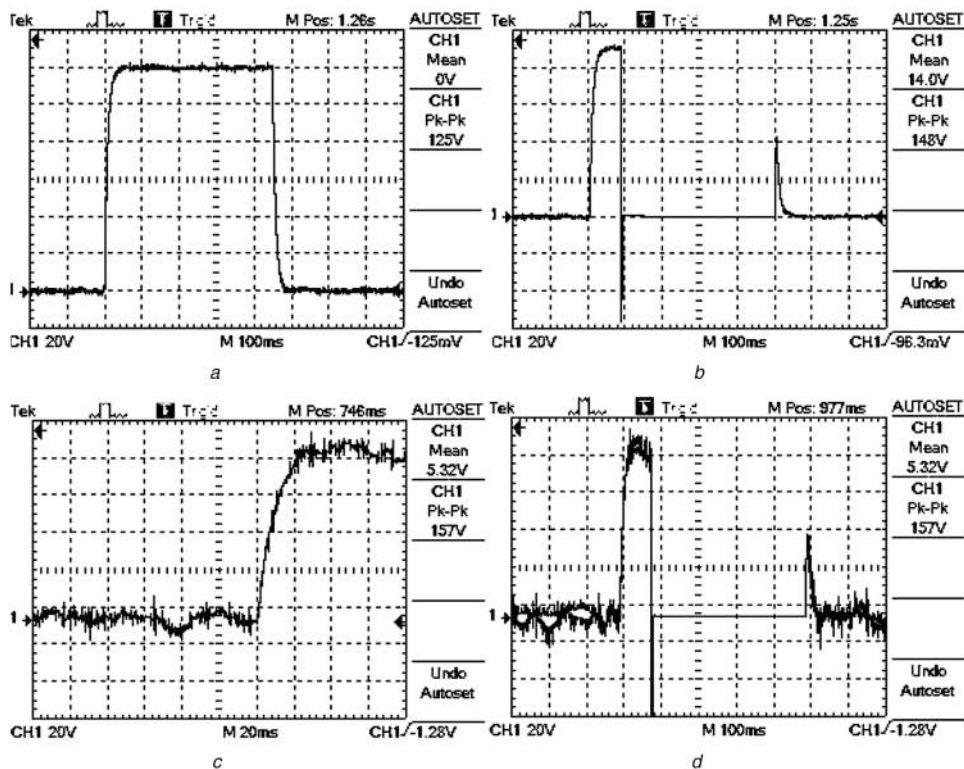 Tek
T Trig'd
M Pos: 1.26s
AUTOSET
CH1
Mean
0V
CH1
Pk-Pk
125V
Undo
Autoset
CH1 20V
M 100ms
CH1 / -125mV
a
Tek
T Trig'd
M Pos: 1.25s
AUTOSET
1
CH1
Mean
14.0V
CH1
Pk-Pk
148V
Undo
Autoset
CH1 20V
M 100ms
CH1 / -96.3mV
b
Tek
T Trig'd
M Pos: 746ms
AUTOSET
1
CH1
Mean
5.32V
CH1
Pk-Pk
157V
Undo
Autoset
CH1 20V
M 20ms
CH1 / -1.28V
c
Tek
Trig'd
M Pos: 977ms
AUTOSET
1
CH1
Mean
5.32V
CH1
Pk-Pk
157V
Undo
Autoset
CH1 20V
M 100ms
CH1 / -1.28V
d